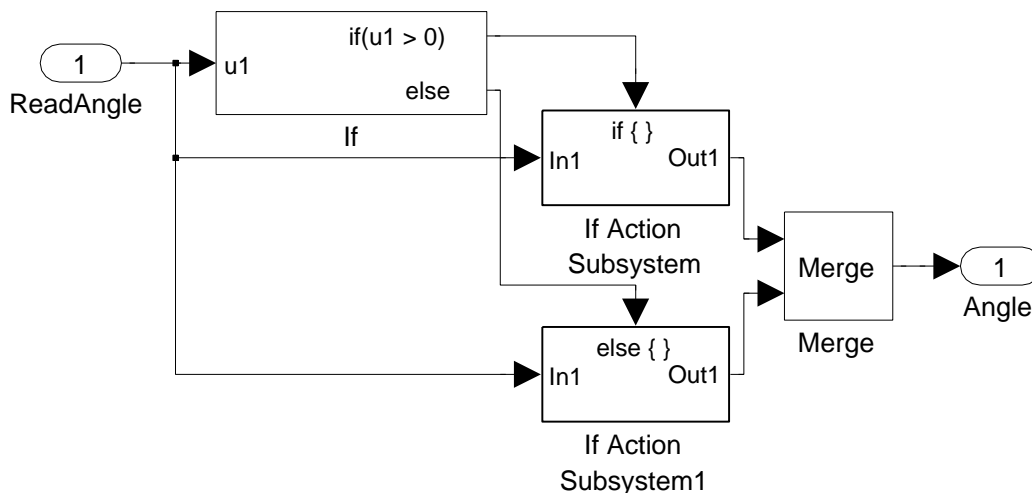 1
ReadAngle
u1
if(u1 > 0)
else
If
if { }
In1
Out1
If Action
Subsystem
else { }
In1
Out1
If Action
Subsystem1
Merge
Merge
1
Angle